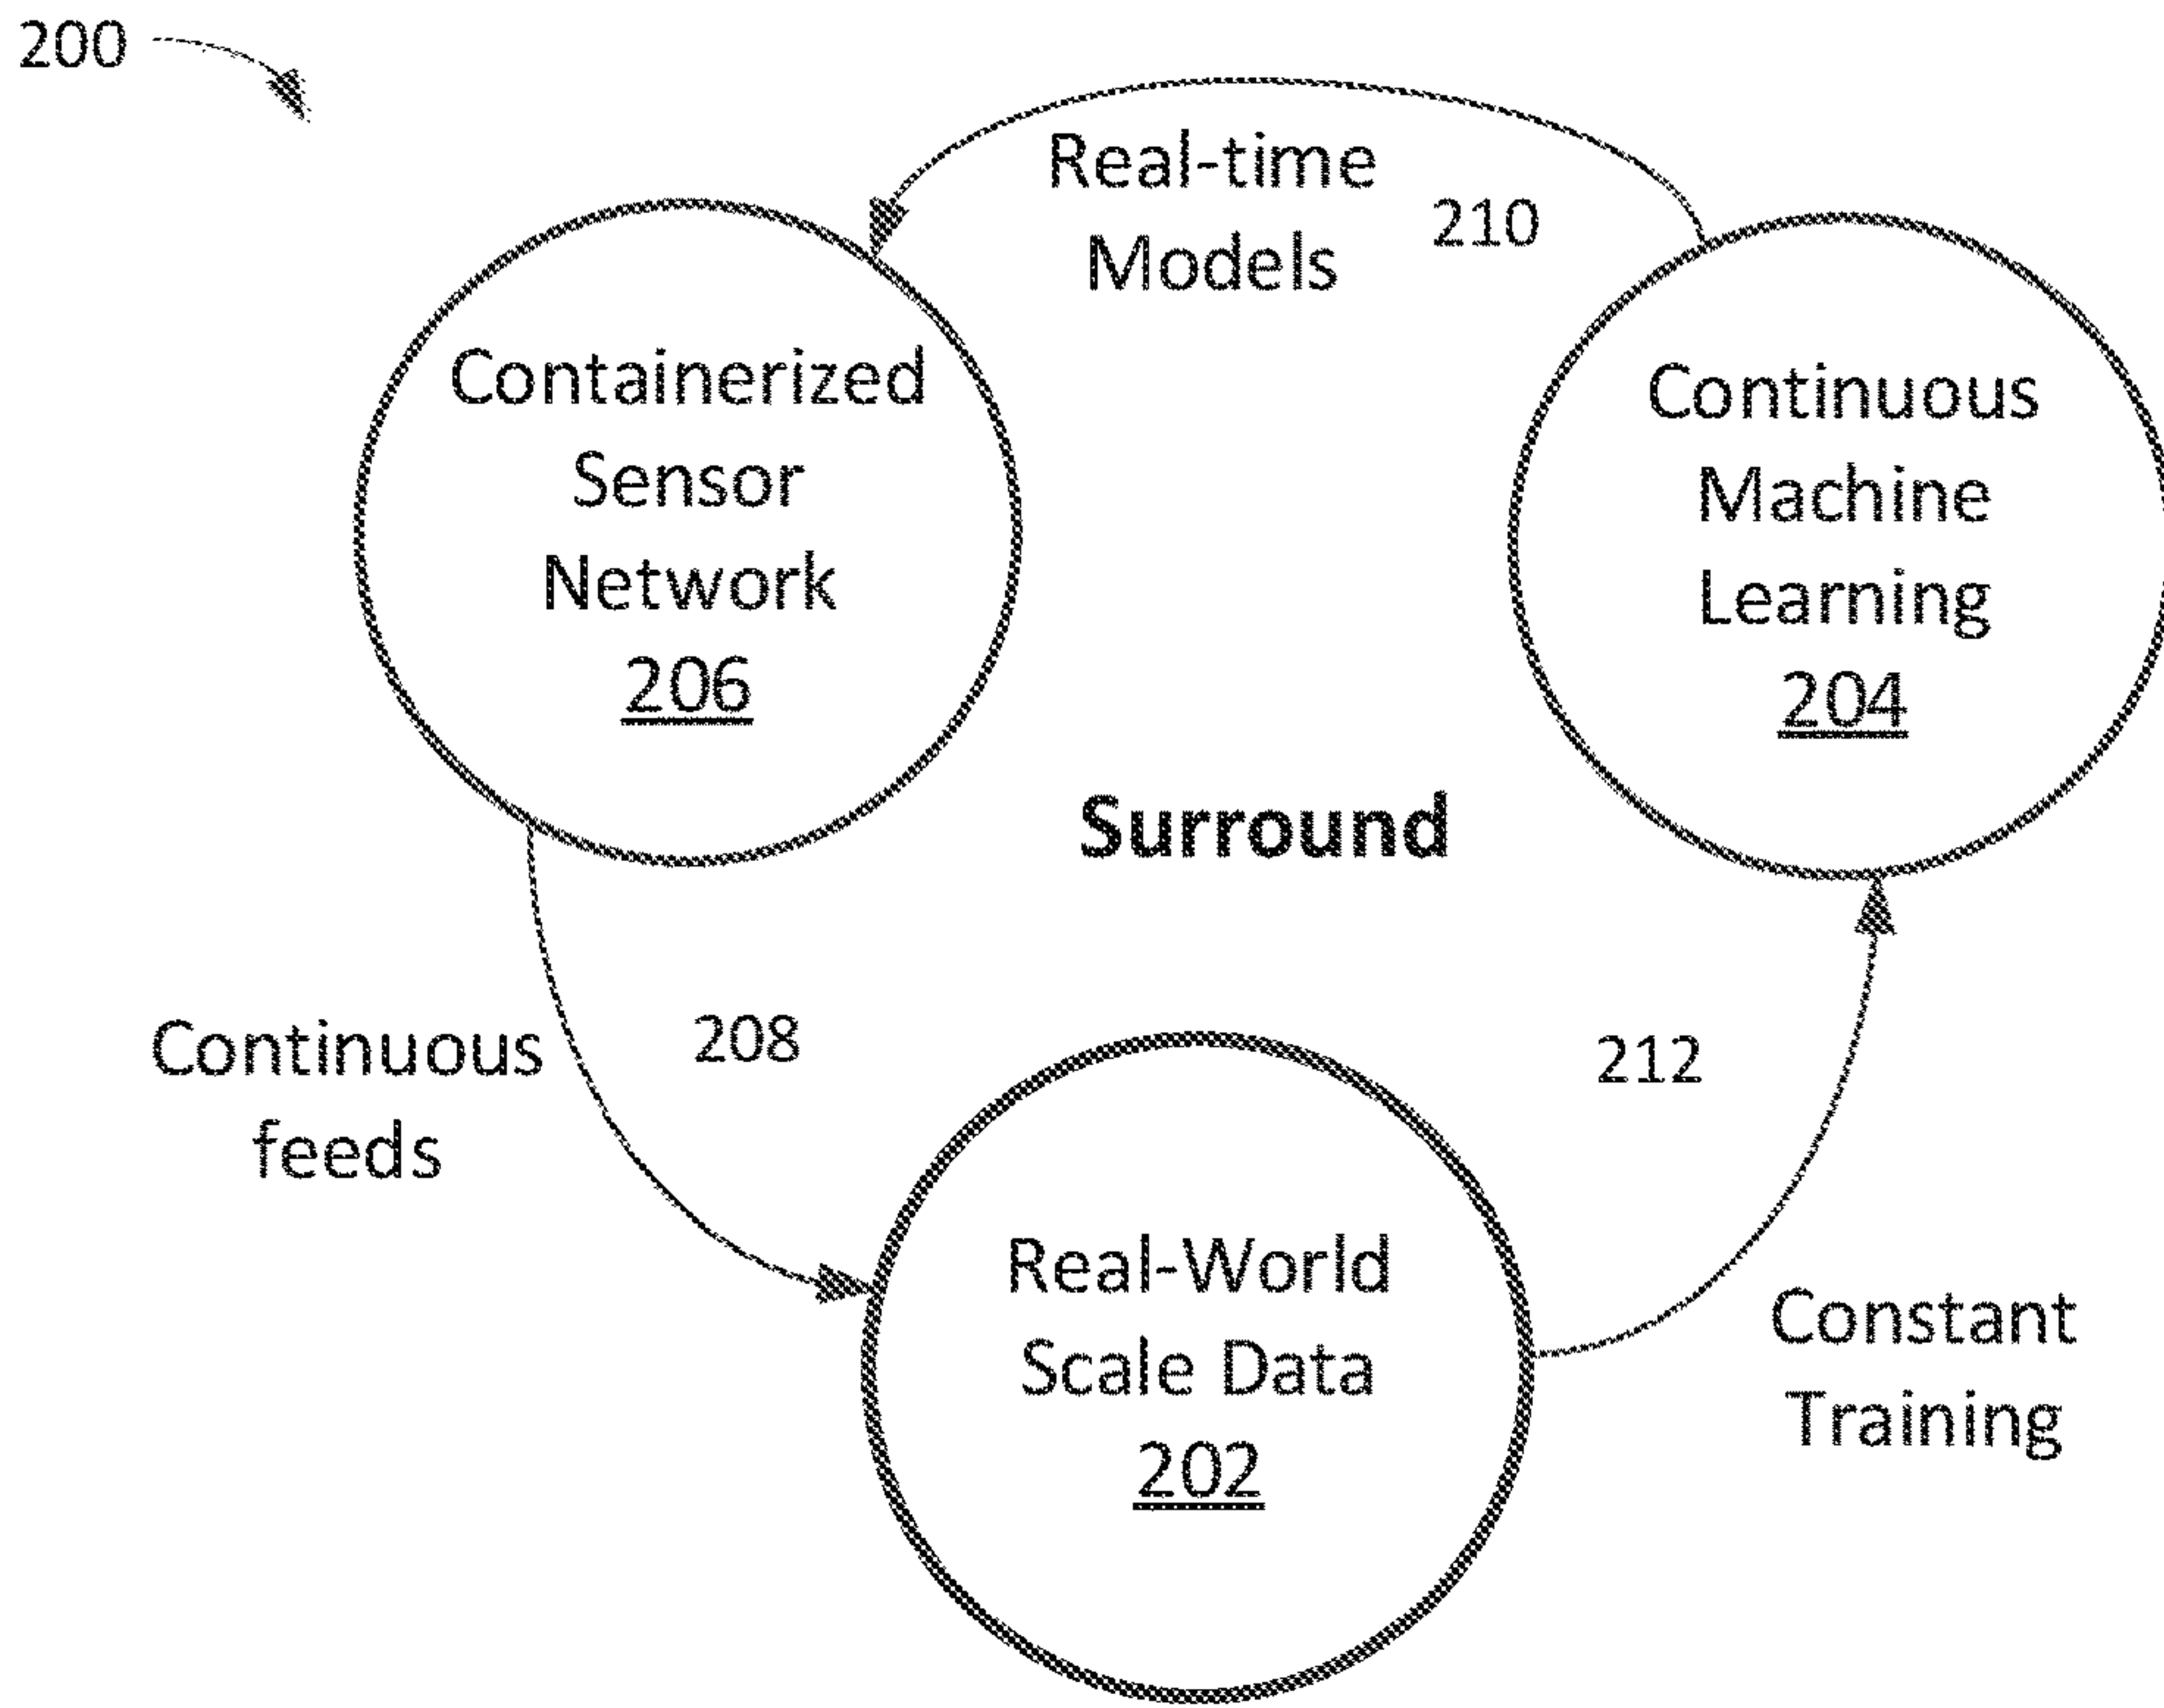 200
Real-time
Models
210
Containerized
Sensor
Network
206
Continuous
Machine
Learning
204
Surround
Continuous
feeds
208
212
Real-World
Scale Data
202
Constant
Training